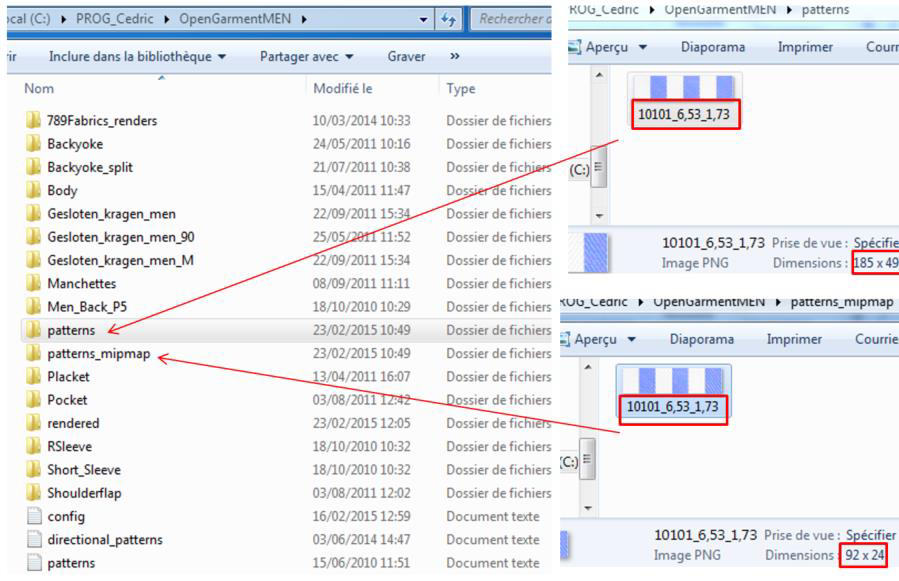 ocal (C:) ▸ PROG_Cedric ▸ OpenGarmentMEN ▸
Rechercher d
Inclure dans la bibliothèque ▼ Partager avec ▼ Graver »
Nom Modifié le Type
789Fabrics_renders 10/03/2014 10:33 Dossier de fichiers
Backyoke 24/05/2011 10:16 Dossier de fichiers
Backyoke_split 21/07/2011 10:38 Dossier de fichiers
Body 15/04/2011 11:47 Dossier de fichiers
Gesloten_kragen_men 22/09/2011 15:34 Dossier de fichiers
Gesloten_kragen_men_90 25/05/2011 11:52 Dossier de fichiers
Gesloten_kragen_men_M 22/09/2011 15:34 Dossier de fichiers
Manchettes 08/09/2011 11:11 Dossier de fichiers
Men_Back_P5 18/10/2010 10:29 Dossier de fichiers
patterns 23/02/2015 10:49 Dossier de fichiers
patterns_mipmap 23/02/2015 10:49 Dossier de fichiers
Placket 13/04/2011 16:07 Dossier de fichiers
Pocket 03/08/2011 12:42 Dossier de fichiers
rendered 23/02/2015 12:05 Dossier de fichiers
RSleeve 18/10/2010 10:32 Dossier de fichiers
Short_Sleeve 18/10/2010 10:32 Dossier de fichiers
Shoulderflap 03/08/2011 12:02 Dossier de fichiers
config 16/02/2015 12:59 Document texte
directional_patterns 03/06/2014 14:47 Document texte
patterns 15/06/2010 11:51 Document texte
ROG_Cedric ▸ OpenGarmentMEN ▸ patterns
Aperçu ▼ Diaporama Imprimer Courr
10101_6,53_1,73
(C:)
10101_6,53_1,73 Prise de vue : Spécifie
Image PNG Dimensions : 185 x 49
ROG_Cedric ▸ OpenGarmentMEN ▸ patterns_mipmap
Aperçu ▼ Diaporama Imprimer Courrie
10101_6,53_1,73
(C:)
10101_6,53_1,73 Prise de vue : Spécifier
Image PNG Dimensions : 92 x 24